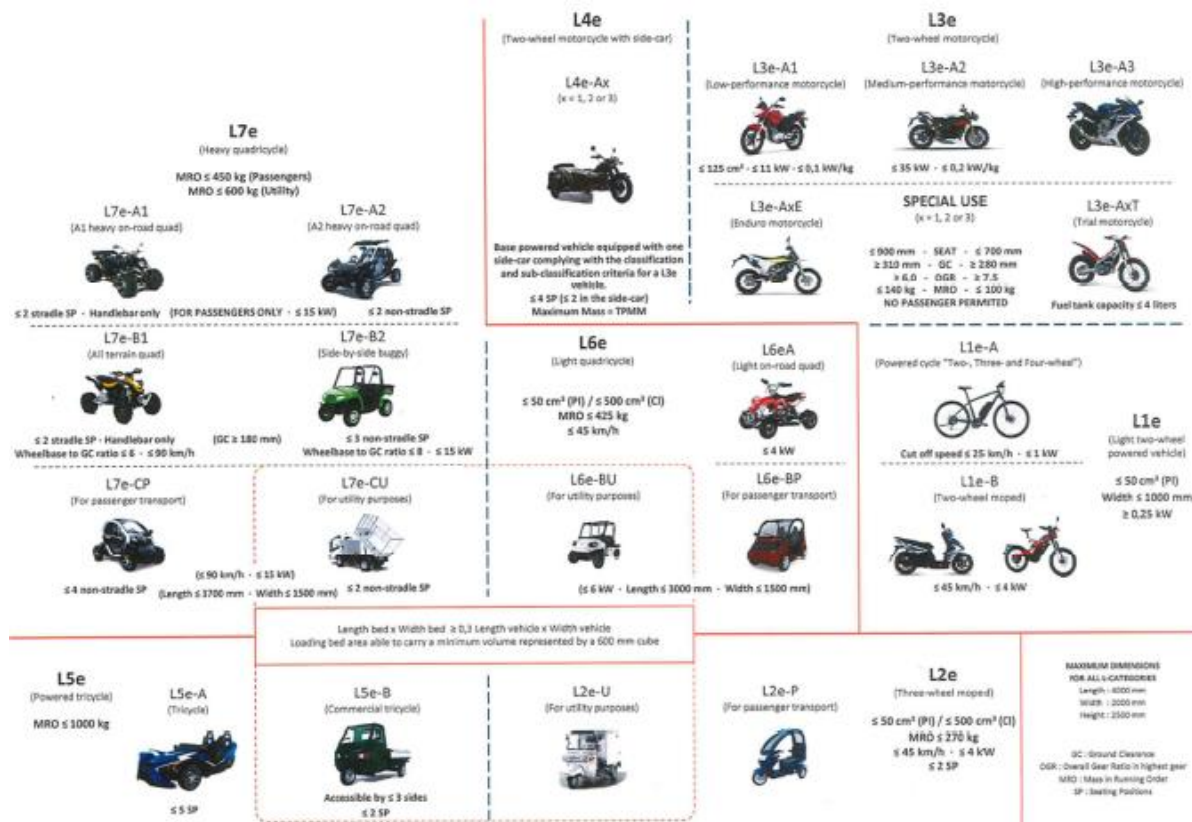 L4e
(Two-wheel motorcycle with side-car)
L4e-Ax
(x = 1, 2 or 3)
Base powered vehicle equipped with one
side-car complying with the classification
and sub-classification criteria for a L3e
vehicle.
≤ 4 SP (≤ 2 in the side-car)
Maximum Mass = TPMM
L3e
(Two-wheel motorcycle)
L3e-A1
(Low-performance motorcycle)
≤ 125 cm³ - ≤ 11 kW - ≤ 0,1 kW/kg
L3e-A2
(Medium-performance motorcycle)
≤ 35 kW - ≤ 0,2 kW/kg
L3e-A3
(High-performance motorcycle)
L3e-AxE
(Enduro motorcycle)
SPECIAL USE
(x = 1, 2 or 3)
≤ 900 mm - SEAT - ≤ 700 mm
≥ 310 mm - GC - ≥ 280 mm
≥ 6.0 - OGR - ≥ 7.5
≤ 140 kg - MRO - ≤ 100 kg
NO PASSENGER PERMITED
L3e-AxT
(Trial motorcycle)
Fuel tank capacity ≤ 4 liters
L7e
(Heavy quadricycle)
MRO ≤ 450 kg (Passengers)
MRO ≤ 600 kg (Utility)
L7e-A1
(A1 heavy on-road quad)
L7e-A2
(A2 heavy on-road quad)
≤ 2 stradle SP - Handlebar only
(FOR PASSENGERS ONLY - ≤ 15 kW)
≤ 2 non-stradle SP
L7e-B1
(All terrain quad)
L7e-B2
(Side-by-side buggy)
≤ 2 stradle SP - Handlebar only
Wheelbase to GC ratio ≤ 6 - ≤ 90 km/h
(GC ≥ 180 mm)
≤ 3 non-stradle SP
Wheelbase to GC ratio ≤ 8 - ≤ 15 kW
L7e-CP
(For passenger transport)
L7e-CU
(For utility purposes)
≤ 4 non-stradle SP
(≤ 90 km/h - ≤ 15 kW)
(Length ≤ 3700 mm - Width ≤ 1500 mm)
≤ 2 non-stradle SP
L6e
(Light quadricycle)
≤ 50 cm³ (PI) / ≤ 500 cm³ (CI)
MRO ≤ 425 kg
≤ 45 km/h
L6eA
(Light on-road quad)
≤ 4 kW
L6e-BU
(For utility purposes)
L6e-BP
(For passenger transport)
(≤ 6 kW - Length ≤ 3000 mm - Width ≤ 1500 mm)
L1e-A
(Powered cycle "Two-, Three- and Four-wheel")
Cut off speed ≤ 25 km/h - ≤ 1 kW
L1e-B
(Two-wheel moped)
≤ 45 km/h - ≤ 4 kW
L1e
(Light two-wheel
powered vehicle)
≤ 50 cm³ (PI)
Width ≤ 1000 mm
≥ 0,25 kW
Length bed x Width bed ≥ 0,3 Length vehicle x Width vehicle
Loading bed area able to carry a minimum volume represented by a 600 mm cube
L5e
(Powered tricycle)
MRO ≤ 1000 kg
L5e-A
(Tricycle)
≤ 5 SP
L5e-B
(Commercial tricycle)
Accessible by ≤ 3 sides
≤ 2 SP
L2e-U
(For utility purposes)
L2e-P
(For passenger transport)
L2e
(Three-wheel moped)
≤ 50 cm³ (PI) / ≤ 500 cm³ (CI)
MRO ≤ 270 kg
≤ 45 km/h - ≤ 4 kW
≤ 2 SP
MAXIMUM DIMENSIONS
FOR ALL L-CATEGORIES
Length : 4000 mm
Width : 2000 mm
Height : 2500 mm
GC : Ground Clearance
OGR : Overall Gear Ratio in highest gear
MRO : Mass in Running Order
SP : Seating Positions